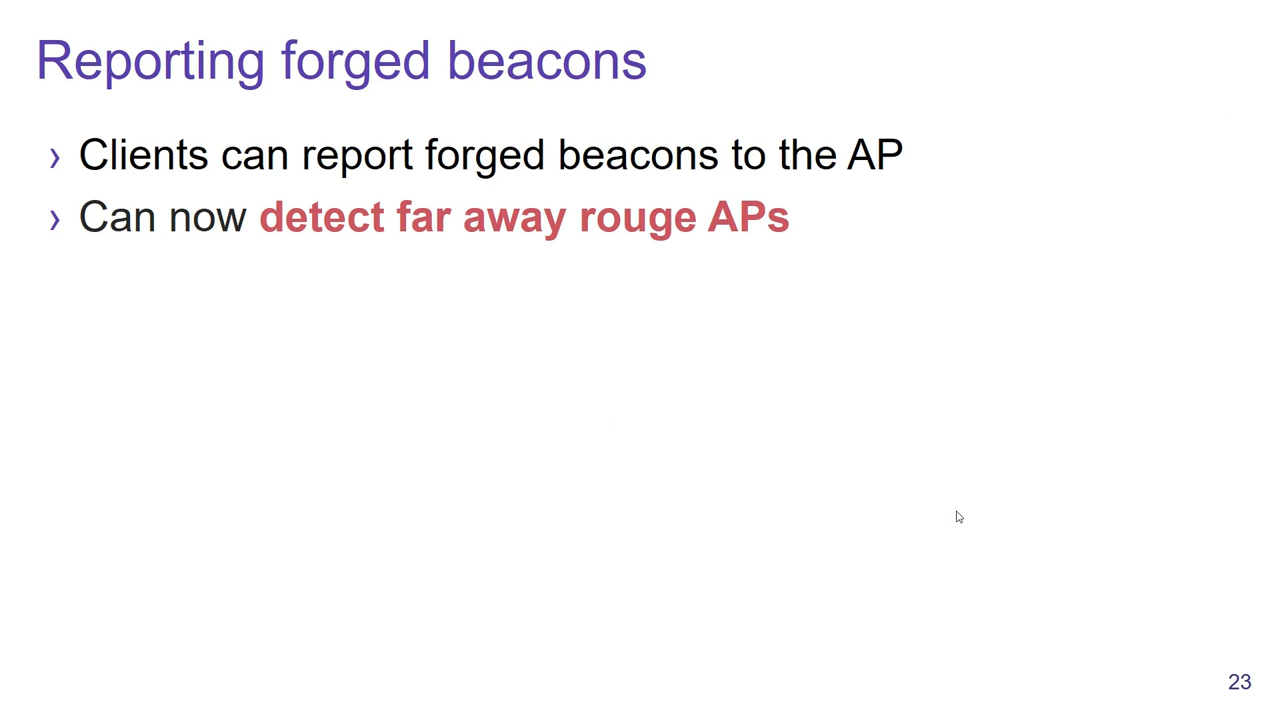 Reporting forged beacons
› Clients can report forged beacons to the AP
› Can now detect far away rouge APs
23